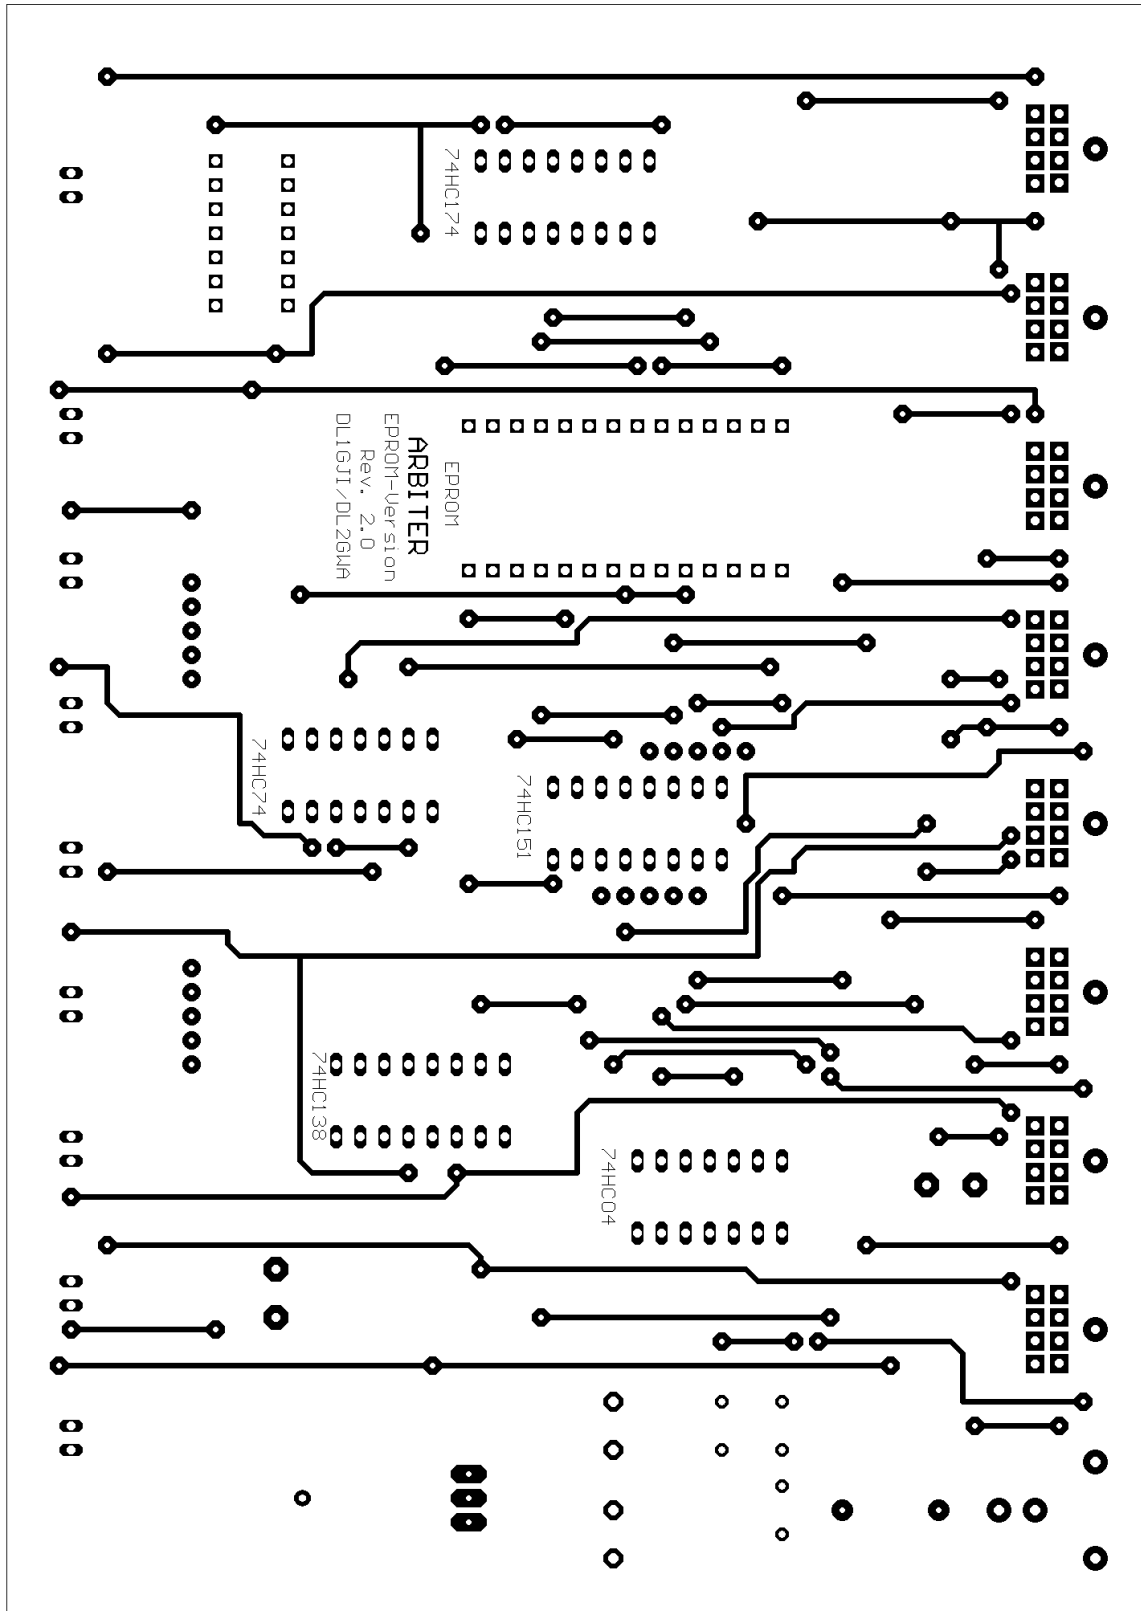 74HC174
EPROM
ARBITER
EPROM-Version
Rev. 2.0
DL1GJI/DL2GWA
74HC74
74HC151
74HC138
74HC04